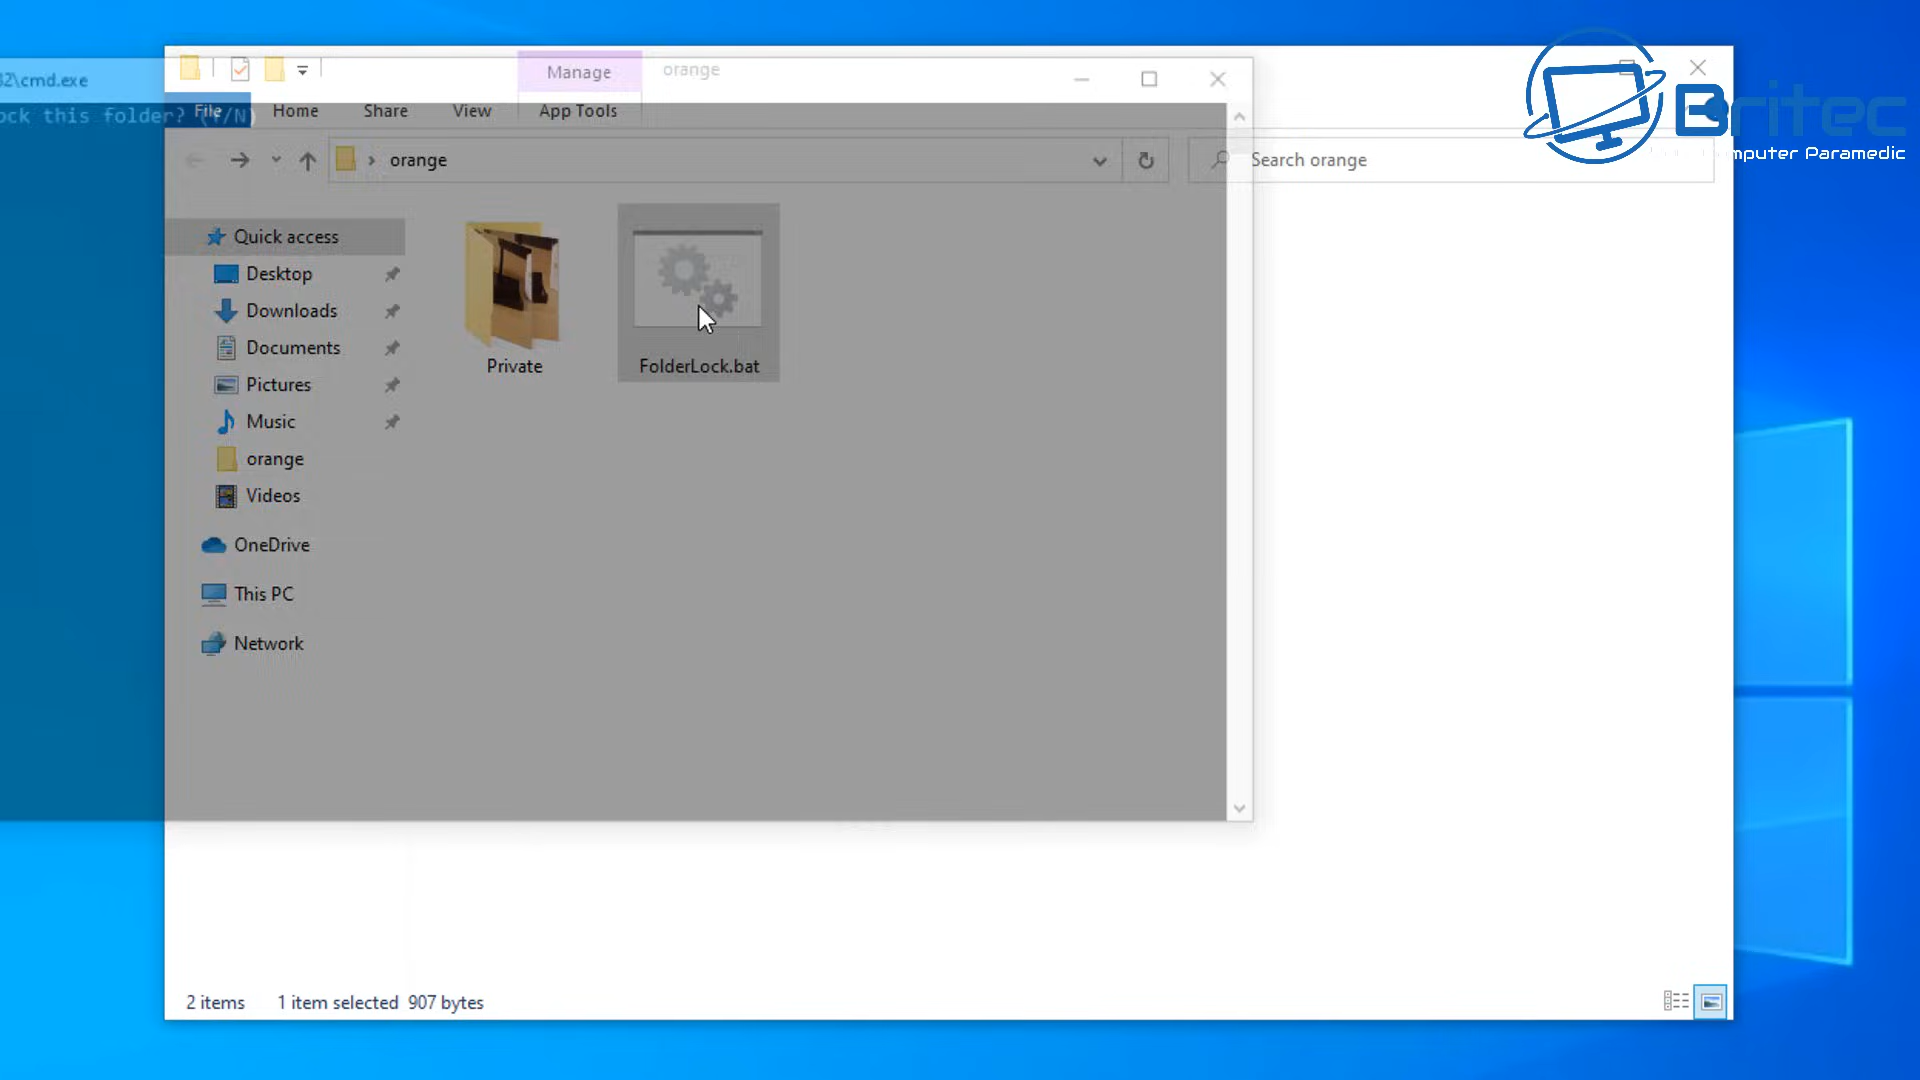 2\cmd.exe
Manage
orange
ock this folder? (Y/N)
File
Home
Share
View
App Tools
orange
Search orange
Britec
mputer Paramedic
Quick access
Desktop
Downloads
Documents
Pictures
Music
orange
Videos
OneDrive
This PC
Network
Private
FolderLock.bat
2 items
1 item selected
907 bytes